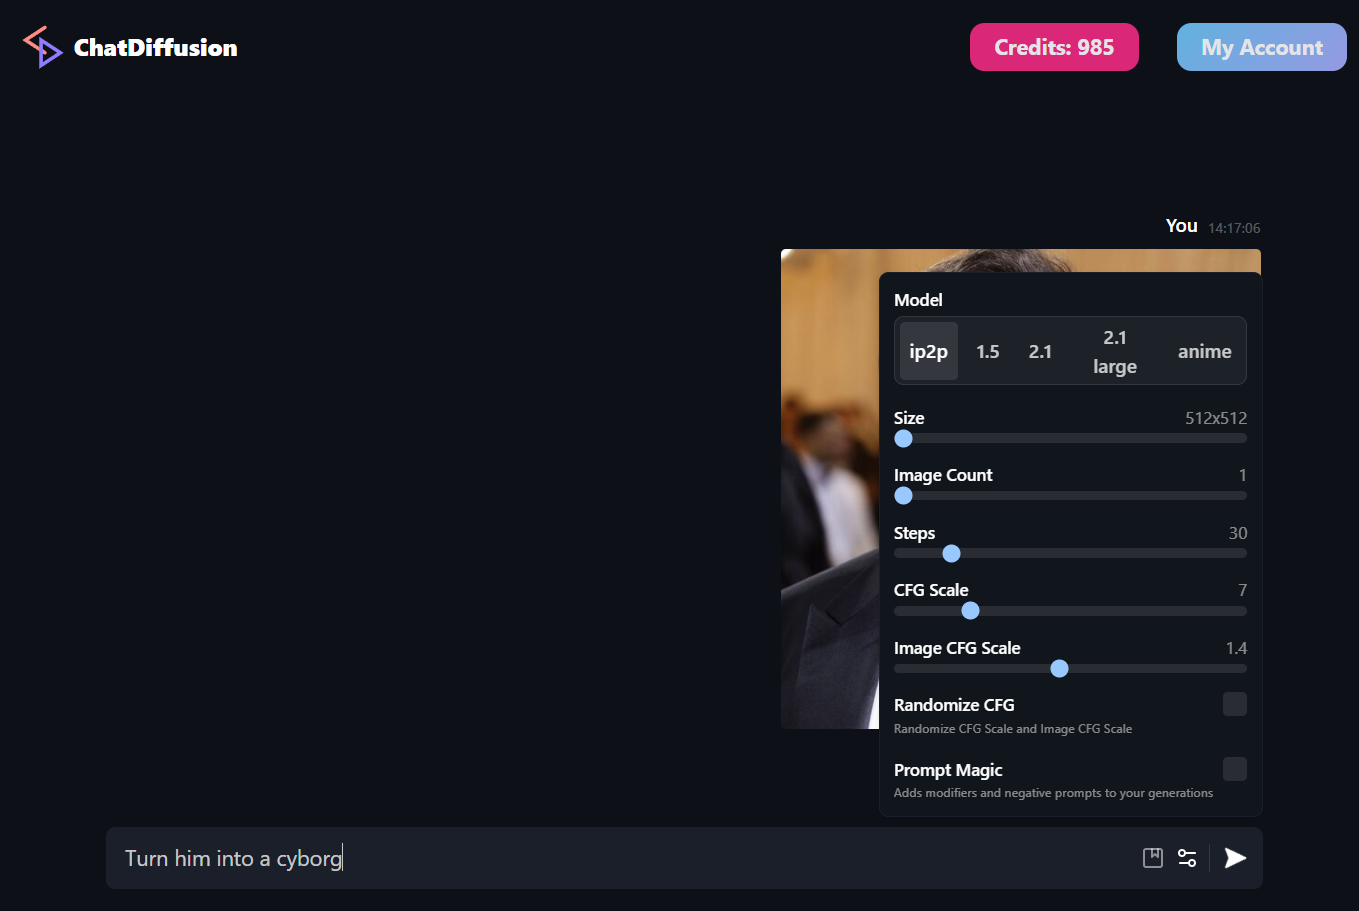 ChatDiffusion
Credits: 985
My Account
You 14:17:06
Model
ip2p 1.5 2.1 2.1 large anime
Size 512x512
Image Count 1
Steps 30
CFG Scale 7
Image CFG Scale 1.4
Randomize CFG
Randomize CFG Scale and Image CFG Scale
Prompt Magic
Adds modifiers and negative prompts to your generations
Turn him into a cyborg